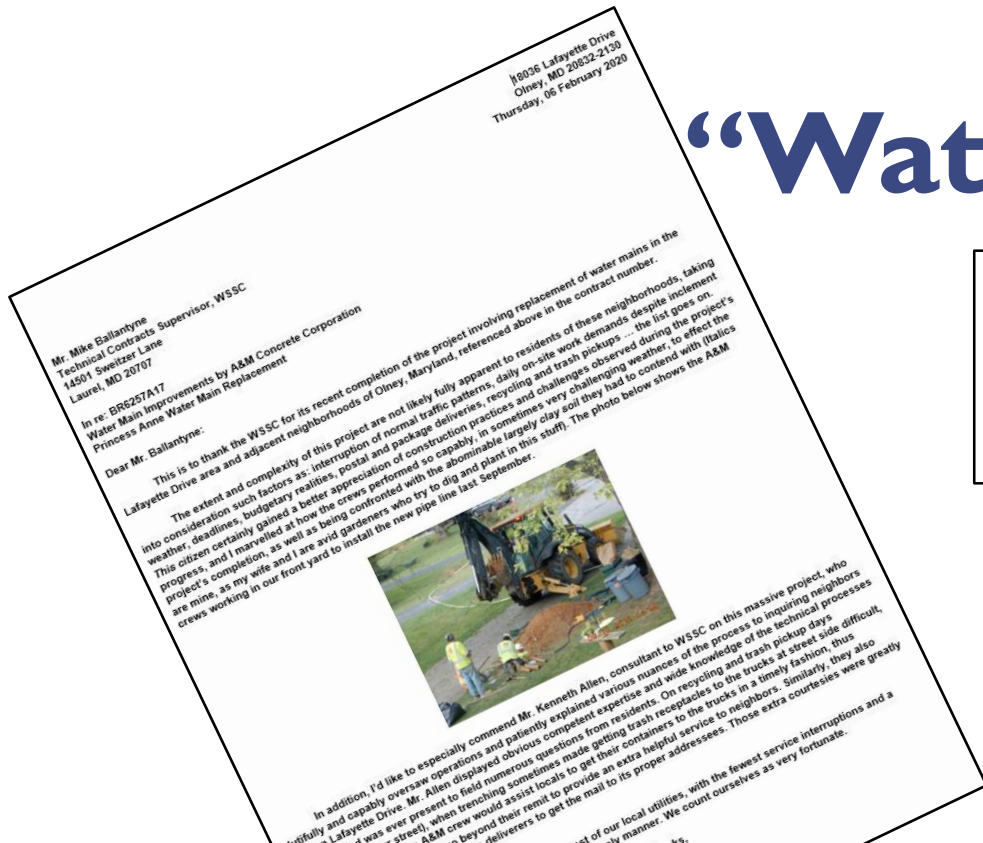 18036 Lafayette Drive
Olney, MD 20832-2130
Thursday, 06 February 2020
“Wat
Mr. Mike Ballantyne
Technical Contracts Supervisor, WSSC
14501 Sweitzer Lane
Laurel, MD 20707
In re: BR6257A17
Water Main Improvements by A&M Concrete Corporation
Princess Anne Water Main Replacement
Dear Mr. Ballantyne:
This is to thank the WSSC for its recent completion of the project involving replacement of water mains in the
Lafayette Drive area and adjacent neighborhoods of Olney, Maryland, referenced above in the contract number.
The extent and complexity of this project are not likely fully apparent to residents of these neighborhoods, taking
into consideration such factors as: interruption of normal traffic patterns, daily on-site work demands despite inclement
weather, deadlines, budgetary realities, postal and package deliveries, recycling and trash pickups ... the list goes on.
This citizen certainly gained a better appreciation of construction practices and challenges observed during the project's
progress, and I marvelled at how the crews performed so capably, in sometimes very challenging weather, to effect the
project's completion, as well as being confronted with the abominable largely clay soil they had to contend with (Italics
are mine, as my wife and I are avid gardeners who try to dig and plant in this stuff). The photo below shows the A&M
crews working in our front yard to install the new pipe line last September.
In addition, I'd like to especially commend Mr. Kenneth Allen, consultant to WSSC on this massive project, who
and capably oversaw operations and patiently explained various nuances of the process to inquiring neighbors
Lafayette Drive. Mr. Allen displayed obvious competent expertise and wide knowledge of the technical processes
was ever present to field numerous questions from residents. On recycling and trash pickup days
street), when trenching sometimes made getting trash receptacles to the trucks at street side difficult,
A&M crew would assist locals to get their containers to the trucks in a timely fashion, thus
beyond their remit to provide an extra helpful service to neighbors. Similarly, they also
deliverers to get the mail to its proper addressees. Those extra courtesies were greatly
of our local utilities, with the fewest service interruptions and a
manner. We count ourselves as very fortunate.